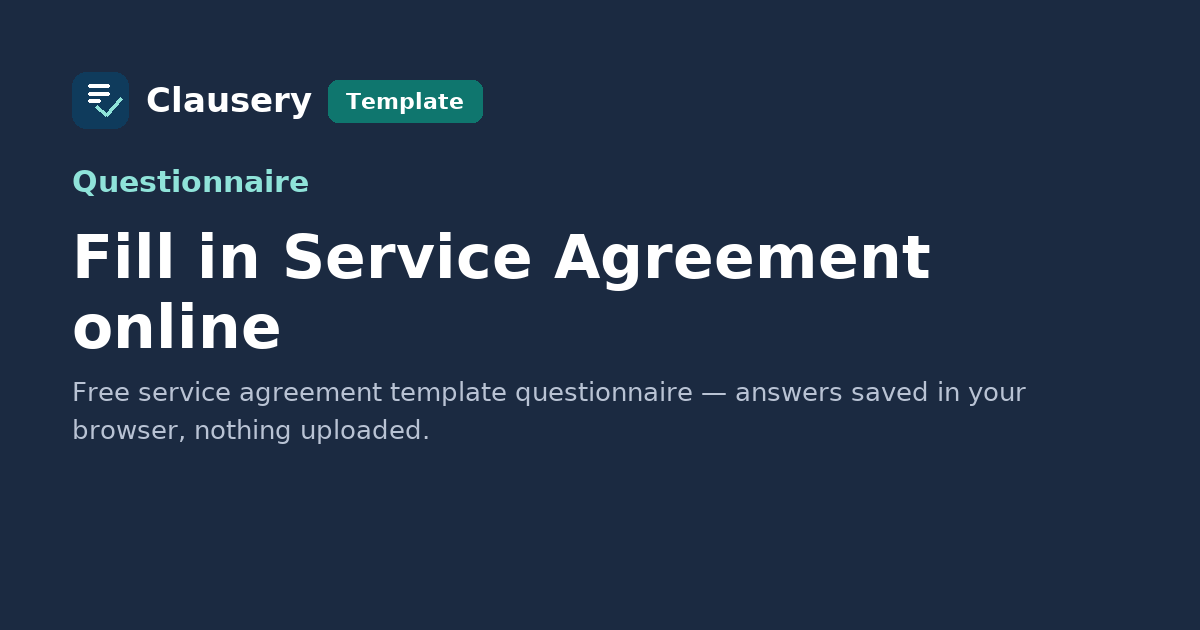 Clausery
Template
Questionnaire
Fill in Service Agreement
online
Free service agreement template questionnaire — answers saved in your
browser, nothing uploaded.